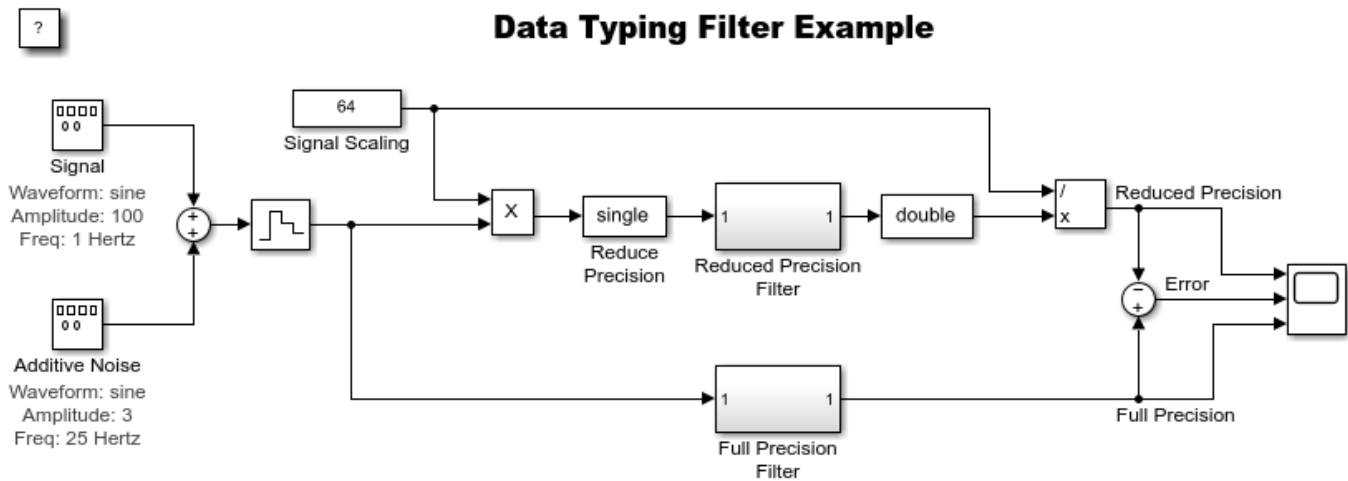 ?
Data Typing Filter Example
64
Signal Scaling
Signal
Waveform: sine
Amplitude: 100
Freq: 1 Hertz
+
+
X
single
Reduce
Precision
1 1
Reduced Precision
Filter
double
/
x
Reduced Precision
−
+
Error
Additive Noise
Waveform: sine
Amplitude: 3
Freq: 25 Hertz
1 1
Full Precision
Filter
Full Precision